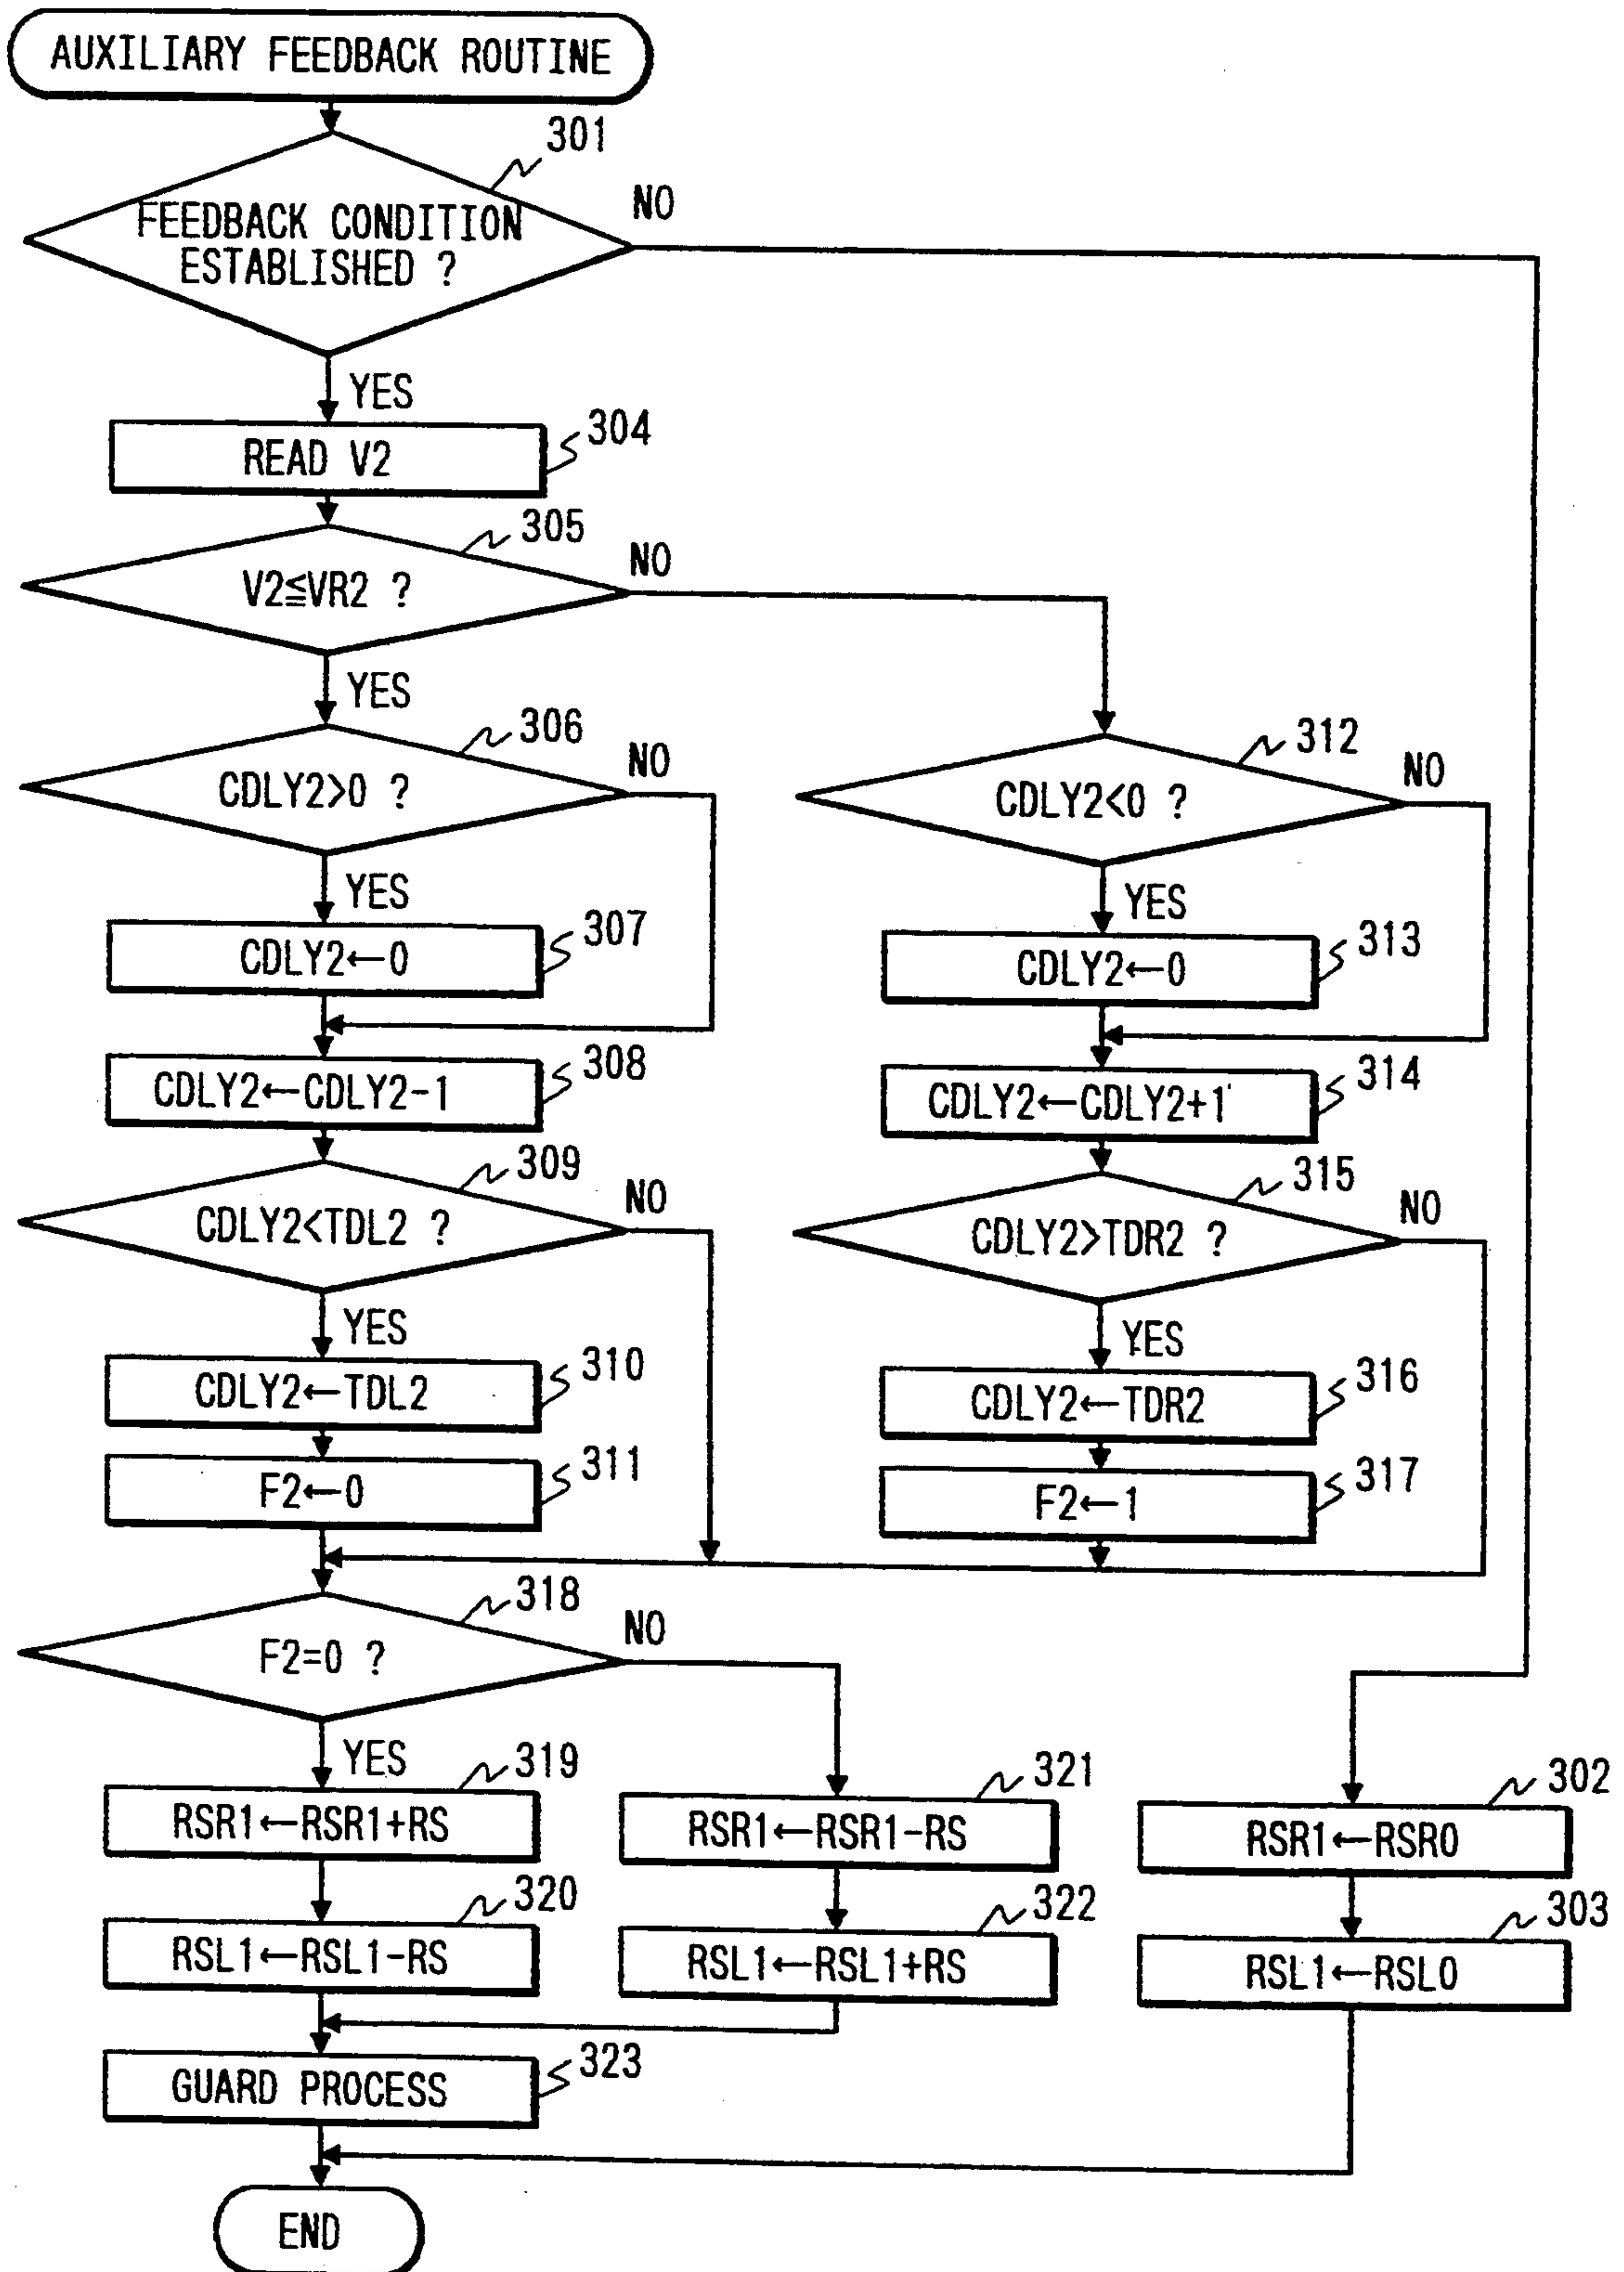 AUXILIARY FEEDBACK ROUTINE
301
FEEDBACK CONDITION
ESTABLISHED ?
NO
YES
READ V2
304
305
V2≦VR2 ?
NO
YES
306
CDLY2>0 ?
NO
312
CDLY2<0 ?
NO
YES
CDLY2←0
307
YES
CDLY2←0
313
CDLY2←CDLY2-1
308
CDLY2←CDLY2+1
314
309
CDLY2<TDL2 ?
NO
315
CDLY2>TDR2 ?
NO
YES
CDLY2←TDL2
310
YES
CDLY2←TDR2
316
F2←0
311
F2←1
317
318
F2=0 ?
NO
YES
319
RSR1←RSR1+RS
321
RSR1←RSR1-RS
302
RSR1←RSR0
320
RSL1←RSL1-RS
322
RSL1←RSL1+RS
303
RSL1←RSL0
GUARD PROCESS
323
END